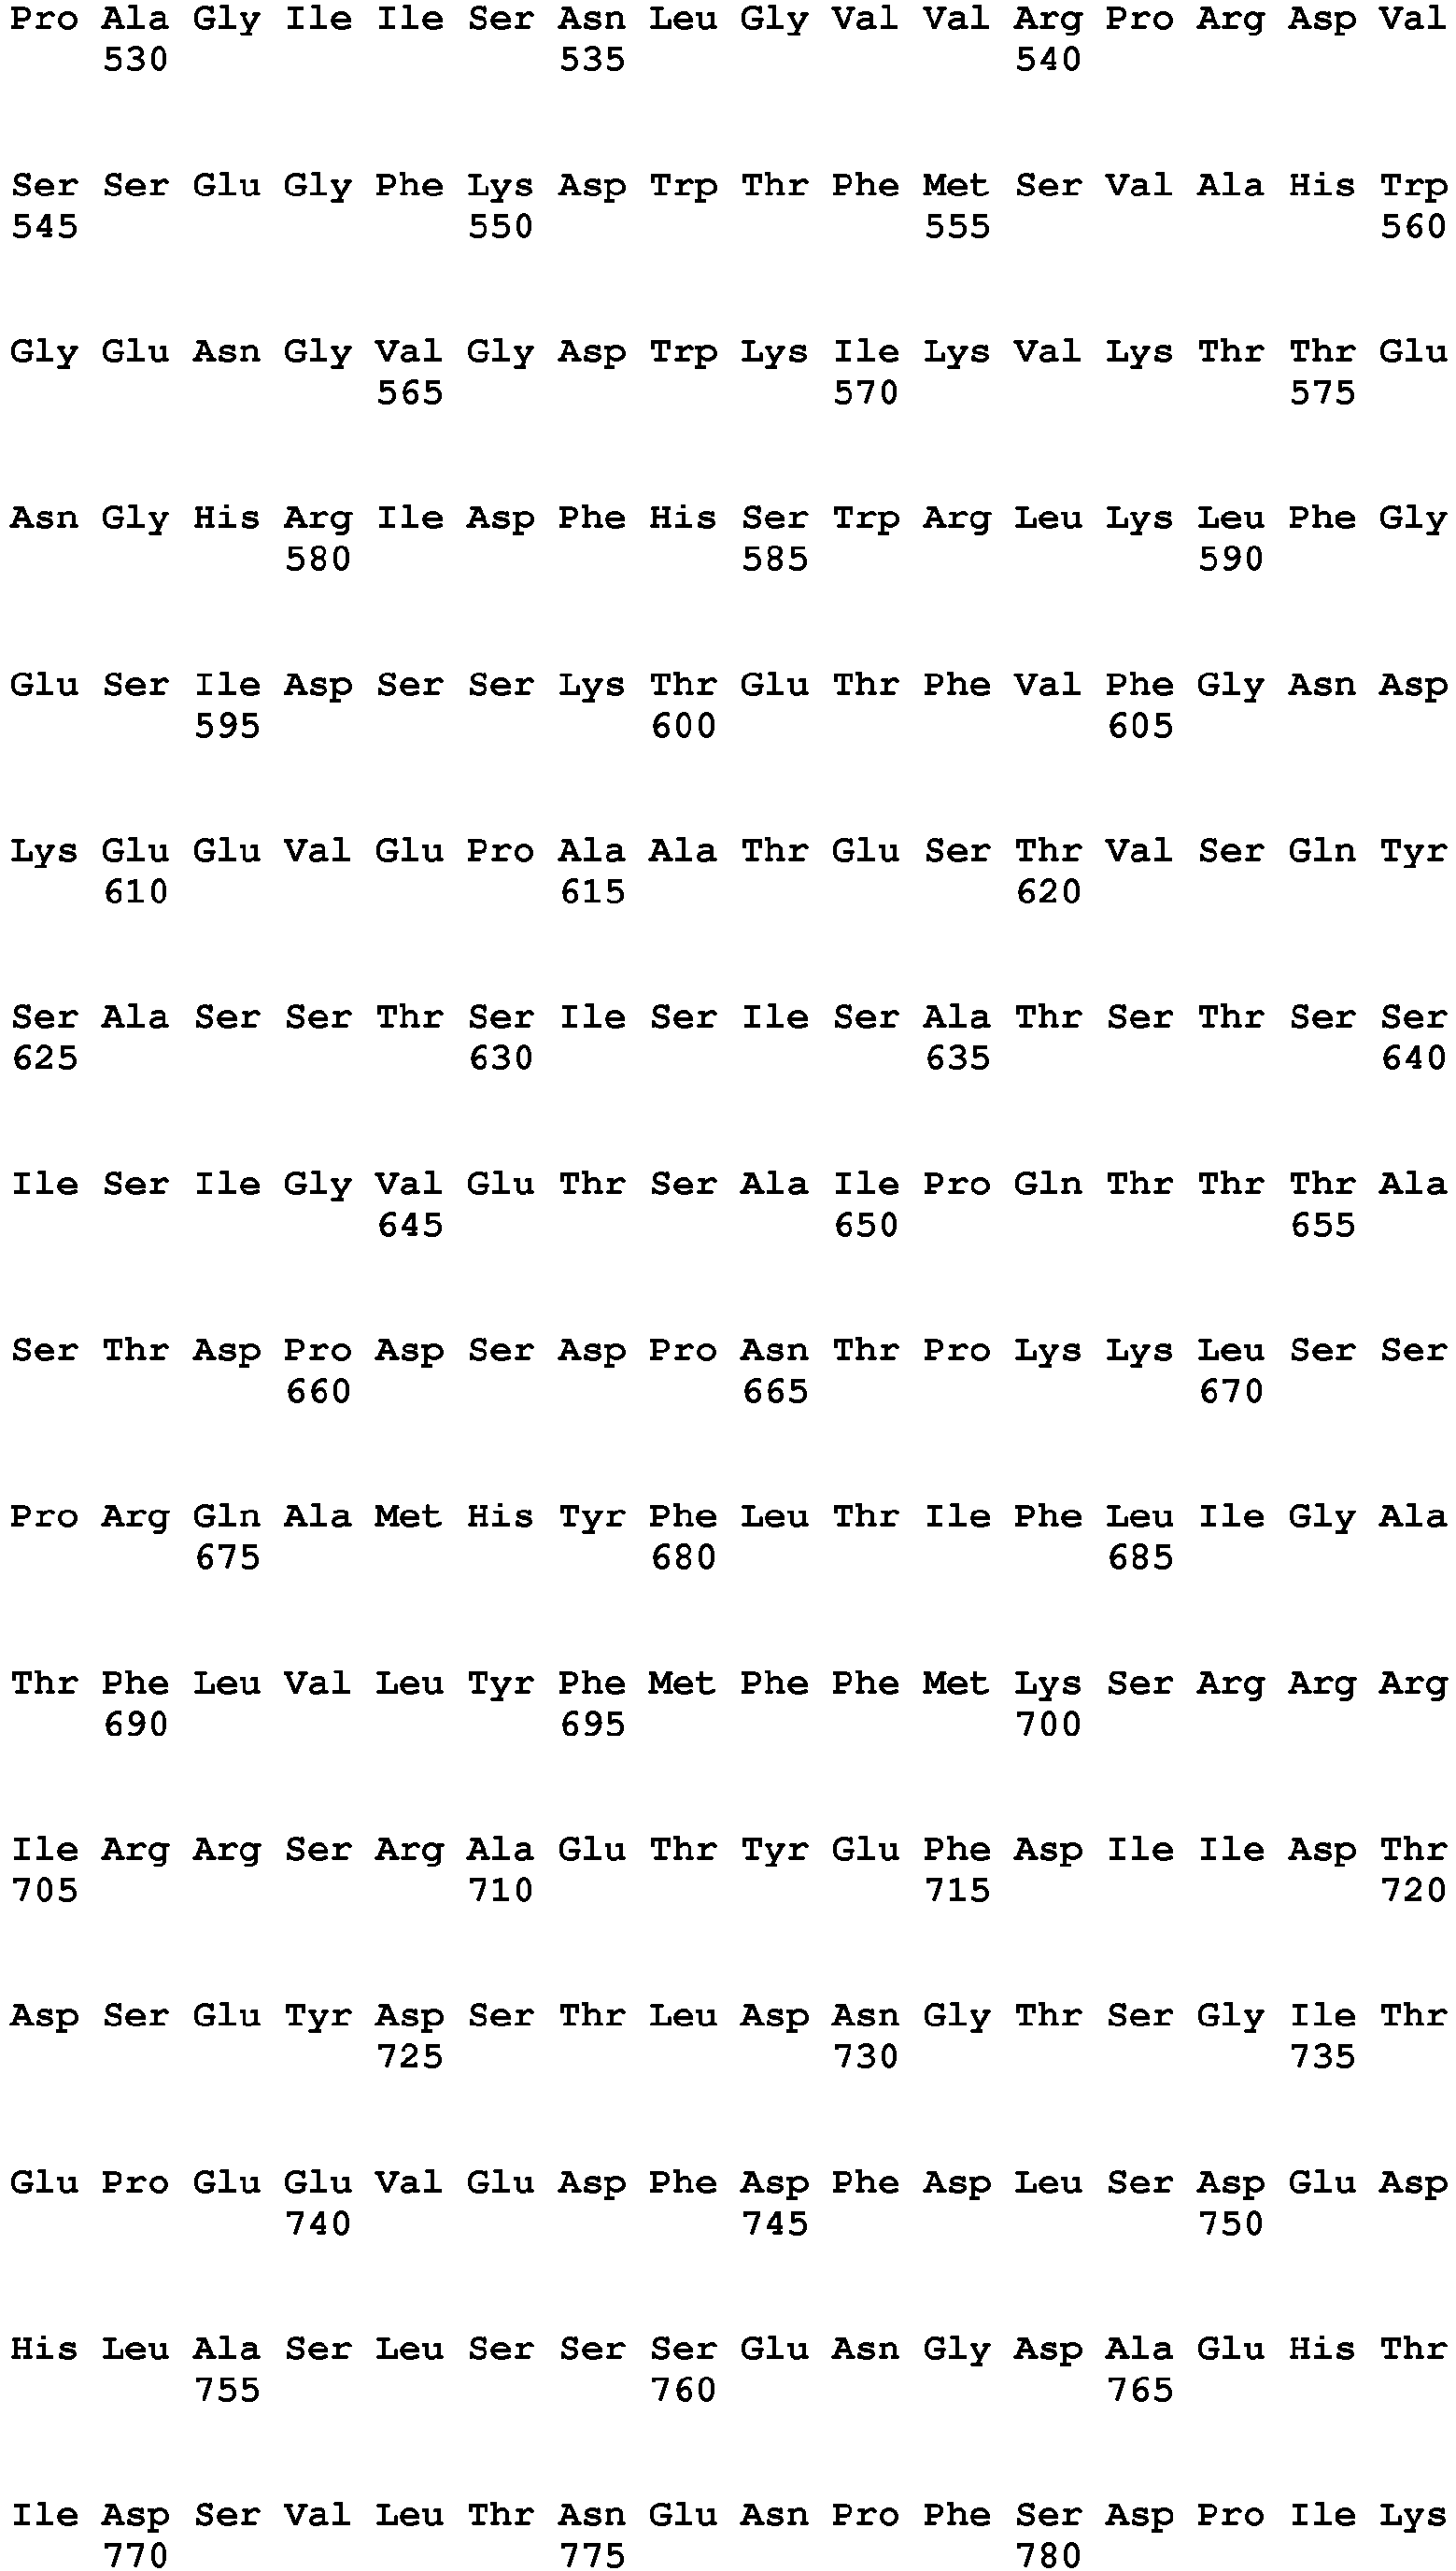 Pro Ala Gly Ile Ile Ser Asn Leu Gly Val Val Arg Pro Arg Asp Val
530 535 540
Ser Ser Glu Gly Phe Lys Asp Trp Thr Phe Met Ser Val Ala His Trp
545 550 555 560
Gly Glu Asn Gly Val Gly Asp Trp Lys Ile Lys Val Lys Thr Thr Glu
565 570 575
Asn Gly His Arg Ile Asp Phe His Ser Trp Arg Leu Lys Leu Phe Gly
580 585 590
Glu Ser Ile Asp Ser Ser Lys Thr Glu Thr Phe Val Phe Gly Asn Asp
595 600 605
Lys Glu Glu Val Glu Pro Ala Ala Thr Glu Ser Thr Val Ser Gln Tyr
610 615 620
Ser Ala Ser Ser Thr Ser Ile Ser Ile Ser Ala Thr Ser Thr Ser Ser
625 630 635 640
Ile Ser Ile Gly Val Glu Thr Ser Ala Ile Pro Gln Thr Thr Thr Ala
645 650 655
Ser Thr Asp Pro Asp Ser Asp Pro Asn Thr Pro Lys Lys Leu Ser Ser
660 665 670
Pro Arg Gln Ala Met His Tyr Phe Leu Thr Ile Phe Leu Ile Gly Ala
675 680 685
Thr Phe Leu Val Leu Tyr Phe Met Phe Phe Met Lys Ser Arg Arg Arg
690 695 700
Ile Arg Arg Ser Arg Ala Glu Thr Tyr Glu Phe Asp Ile Ile Asp Thr
705 710 715 720
Asp Ser Glu Tyr Asp Ser Thr Leu Asp Asn Gly Thr Ser Gly Ile Thr
725 730 735
Glu Pro Glu Glu Val Glu Asp Phe Asp Phe Asp Leu Ser Asp Glu Asp
740 745 750
His Leu Ala Ser Leu Ser Ser Ser Glu Asn Gly Asp Ala Glu His Thr
755 760 765
Ile Asp Ser Val Leu Thr Asn Glu Asn Pro Phe Ser Asp Pro Ile Lys
770 775 780